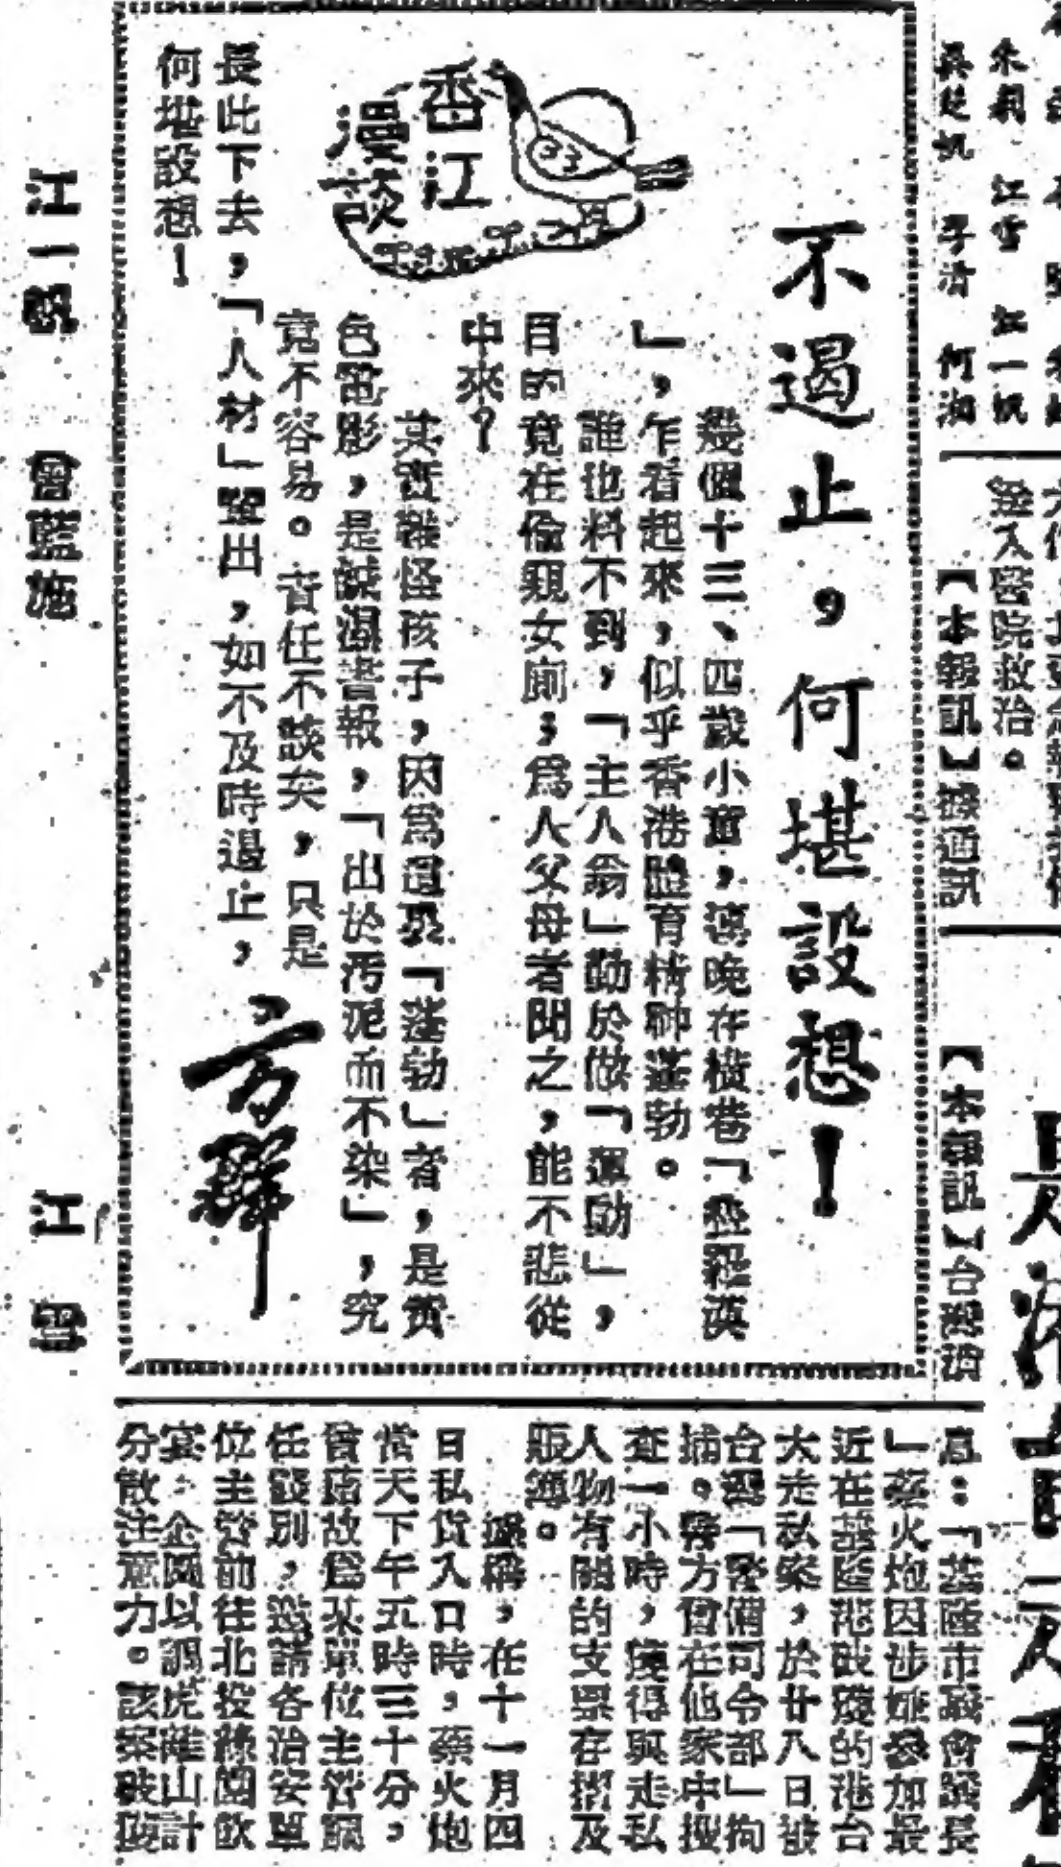 不遏止，何堪設想！
香江
漫談
幾個十三、四歲小童，漏晚在橫巷「疊羅漢
」，乍看起來，似乎香港體育精神蓬勃。
誰也料不到，「主人翁」勤於做「運動」，
目的竟在偷窺女廁；為人父母者聞之，能不悲從
中來？
其實難怪孩子，因為這與「蓬勃」者，是黃
色電影，是鹹濕書報，「出於污泥而不染」，究
竟不容易。責任不談矣，只是
長此下去，「人材」輩出，如不及時遏止，
何堪設想！
方群
朱莉　江雪　江一帆
吳楚帆　李清　何湘
送入醫院救治。
【本報訊】據通訊
【本報訊】台灣消
息：「基隆市議會議長
」蔡火炮因涉嫌參加最
近在基隆港破獲的港台
大走私案，於廿八日被
台灣「警備司令部」拘
捕。警方曾在他家中搜
查一小時，獲得與走私
人物有關的支票存摺及
賬簿。
據稱，在十一月四
日私貨入口時，蔡火炮
當天下午五時三十分，
曾藉故為某單位主管餞
任餞別，邀請各治安單
位主管前往北投綠園飲
宴，企圖以調虎離山計
分散注意力。該案破獲
江一帆
曾藍施
江雪